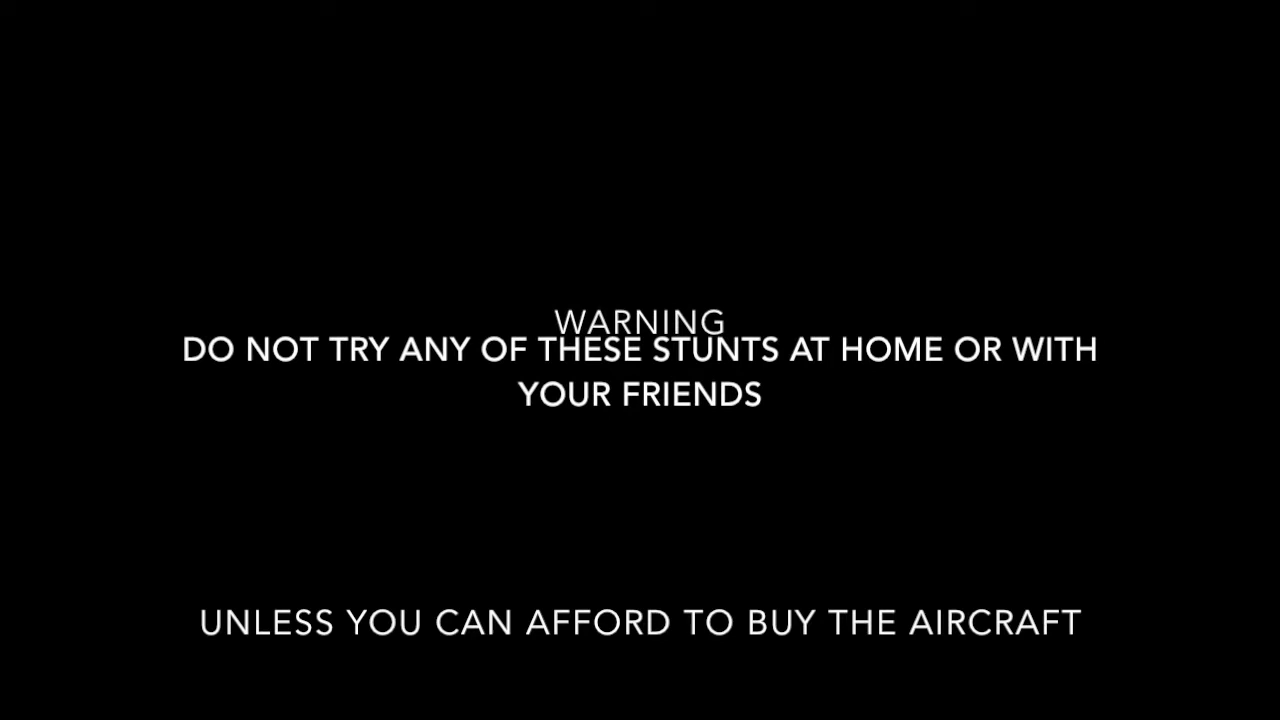 WARNING
DO NOT TRY ANY OF THESE STUNTS AT HOME OR WITH
YOUR FRIENDS
UNLESS YOU CAN AFFORD TO BUY THE AIRCRAFT